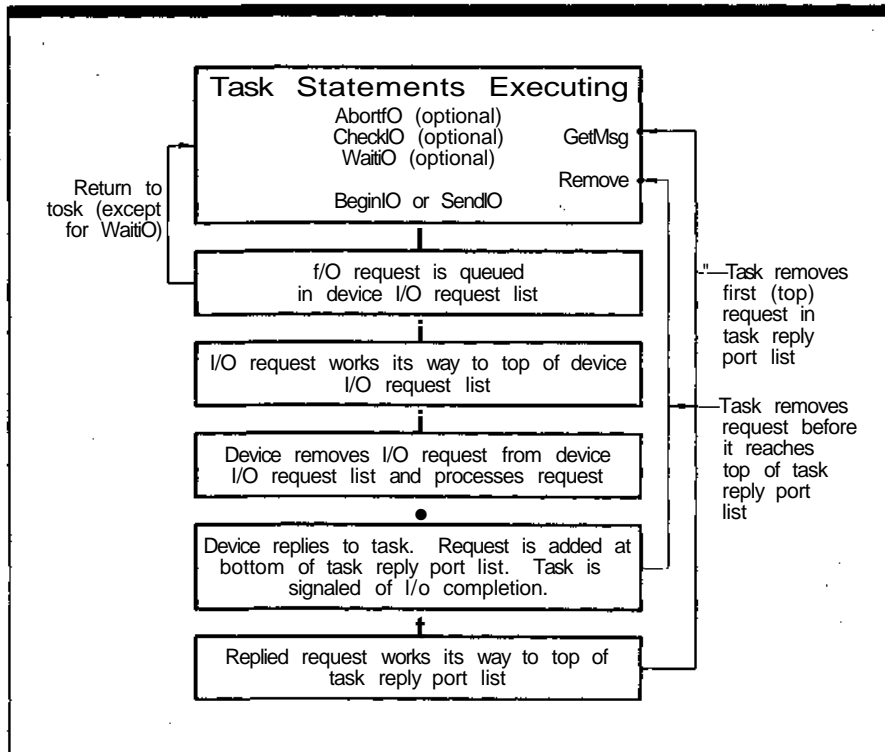 Task Statements Executing
AbortfO (optional)
CheckIO (optional)
WaitiO (optional)
GetMsg
Remove
BeginIO or SendIO
Return to
tosk (except
for WaitiO)
f/O request is queued
in device I/O request list
I/O request works its way to top of device
I/O request list
Device removes I/O request from device
I/O request list and processes request
Device replies to task. Request is added at
bottom of task reply port list. Task is
signaled of I/o completion.
Replied request works its way to top of
task reply port list
"—Task removes
first (top)
request in
task reply
port list
—Task removes
request before
it reaches
top of task
reply port
list